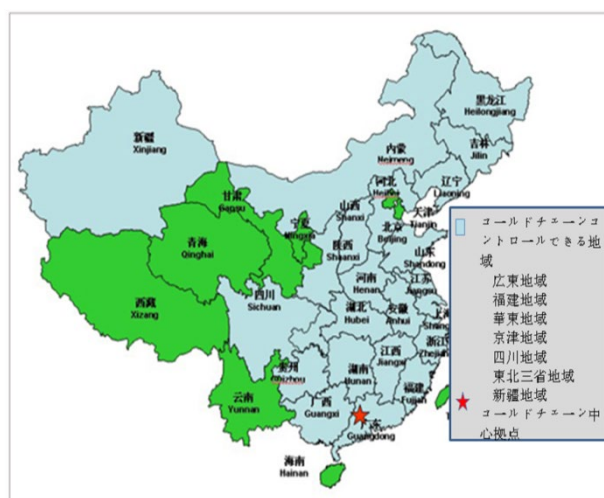 黑龙江
Heilongjiang
新疆
Xinjiang
吉林
Jilin
内蒙
Neimeng
辽宁
Liaoning
河北
Hebei
甘肃
Gansu
山西
Shanxi
天津
Tianjin
宁夏
Ningxia
北京
Beijing
青海
Qinghai
陕西
Shaanxi
山东
Shandong
河南
Henan
江苏
西藏
Xizang
四川
Sichuan
湖北
Hubei
安徽
Anhui
上海
浙江
江西
Jiangxi
湖南
Hunan
贵州
福建
Fujian
云南
Yunnan
广西
Guangxi
Guangdong
海南
Hainan
コールドチェーンコ
ントロールできる地
域
広東地域
福建地域
華東地域
京津地域
四川地域
東北三省地域
新疆地域
コールドチェーン中
心拠点